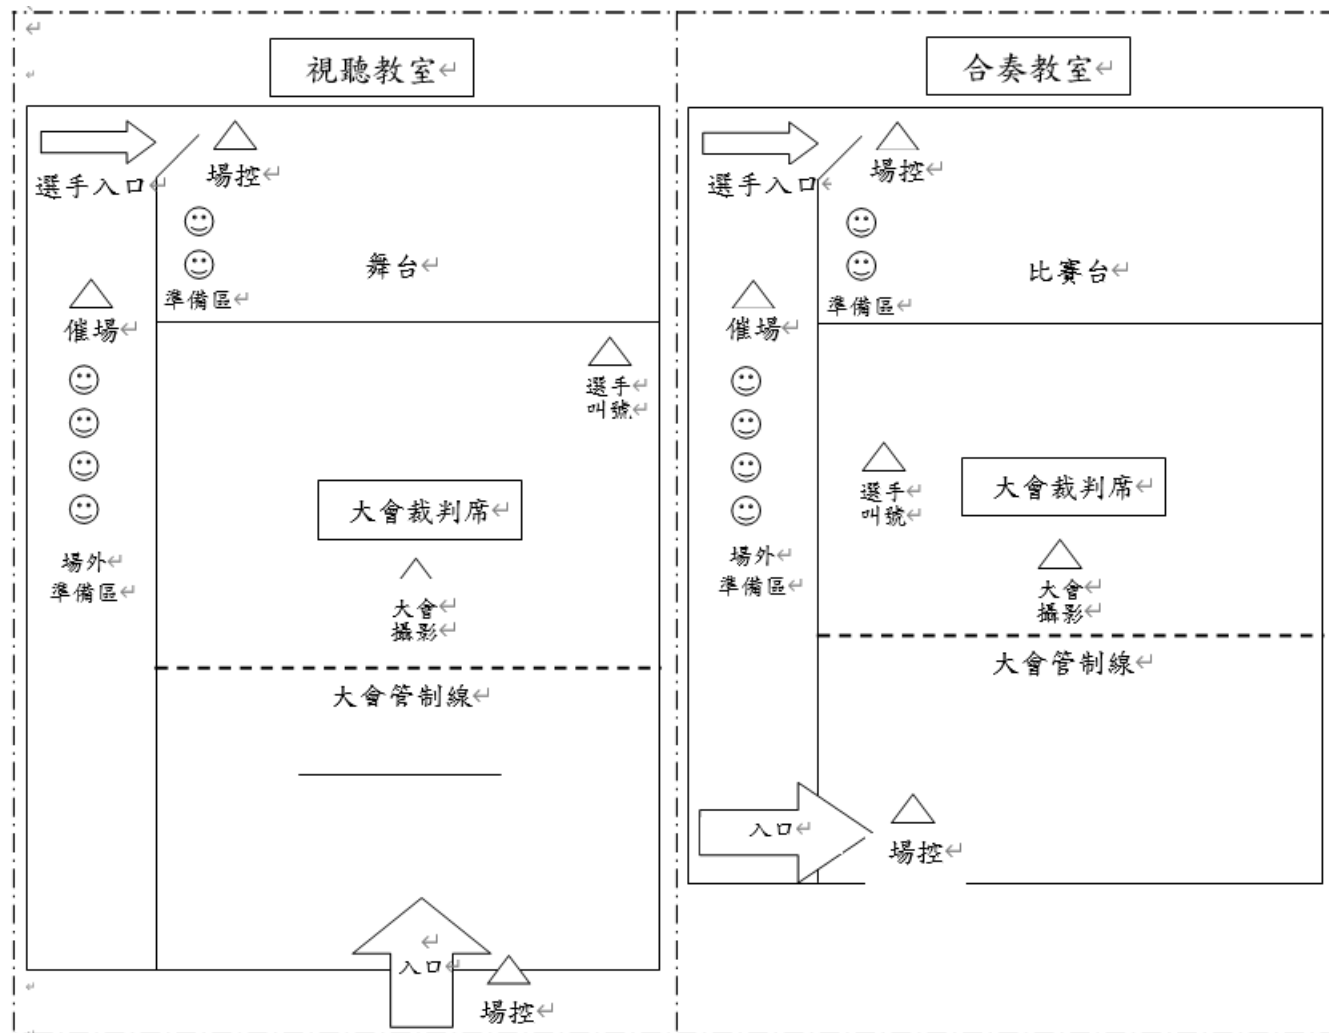 視聽教室
選手入口
場控
舞台
準備區
催場
選手
叫號
大會裁判席
場外
準備區
大會
攝影
大會管制線
入口
場控
合奏教室
選手入口
場控
比賽台
準備區
催場
選手
叫號
大會裁判席
場外
準備區
大會
攝影
大會管制線
入口
場控